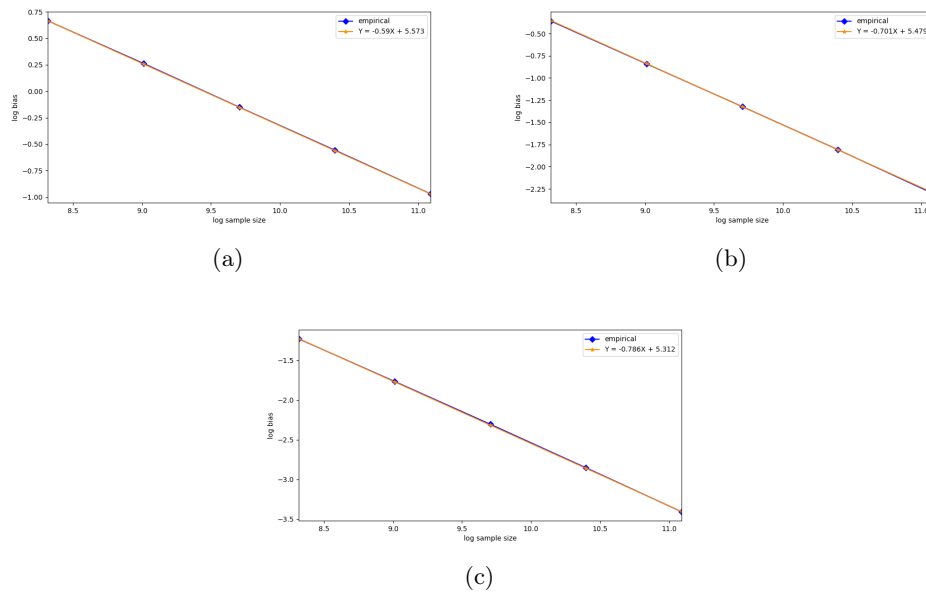 0.75
0.50
0.25
0.00
−0.25
−0.50
−0.75
−1.00
log bias
empirical
Y = -0.59X + 5.573
8.5 9.0 9.5 10.0 10.5 11.0
log sample size
(a)
−0.50
−0.75
−1.00
−1.25
−1.50
−1.75
−2.00
−2.25
log bias
empirical
Y = -0.701X + 5.479
8.5 9.0 9.5 10.0 10.5 11.0
log sample size
(b)
−1.5
−2.0
−2.5
−3.0
−3.5
log bias
empirical
Y = -0.786X + 5.312
8.5 9.0 9.5 10.0 10.5 11.0
log sample size
(c)